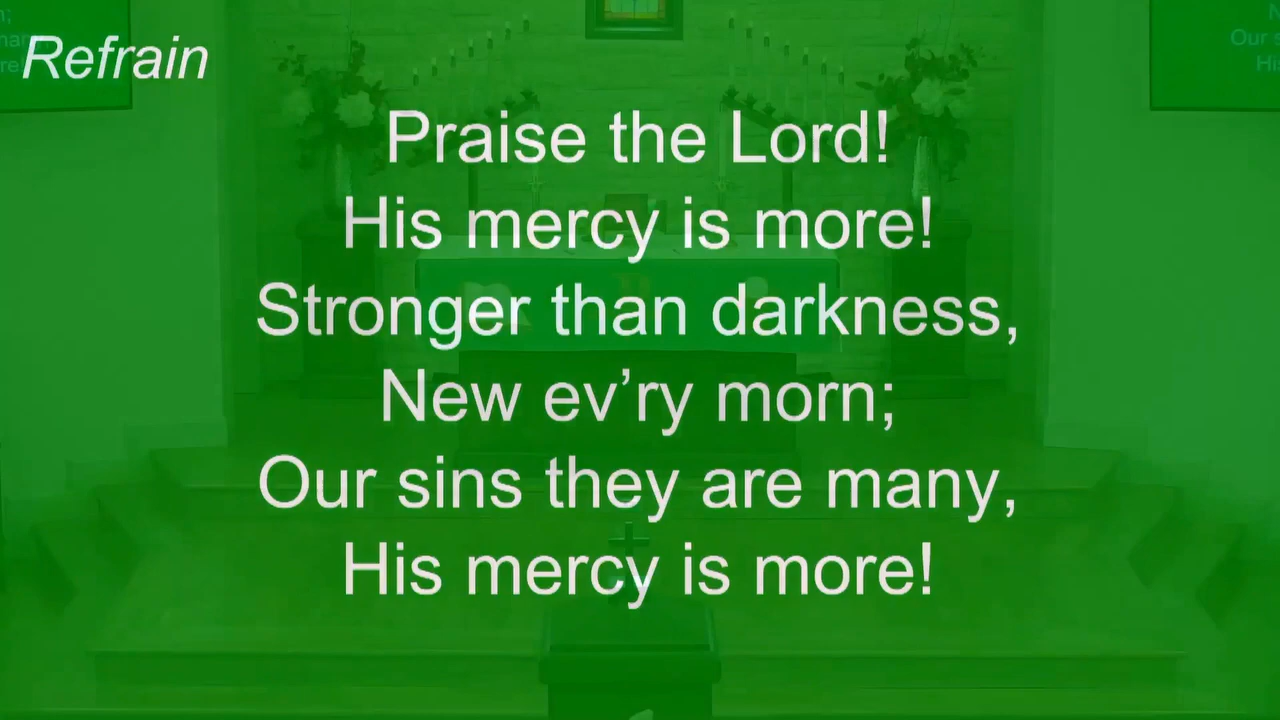 Refrain
Praise the Lord!
His mercy is more!
Stronger than darkness,
New ev’ry morn;
Our sins they are many,
His mercy is more!